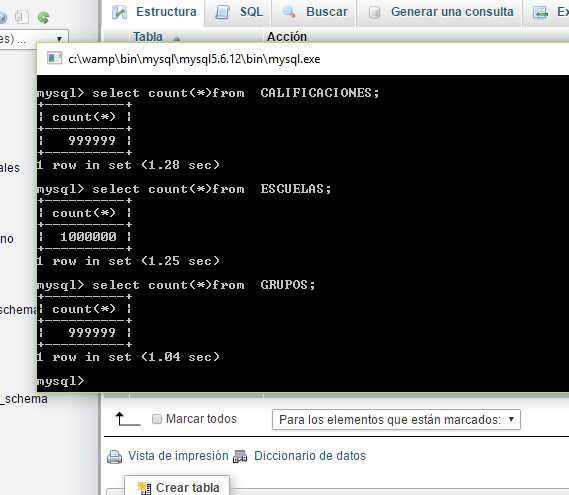 Estructura SQL Buscar Generar una consulta Ex
es) ...
Tabla Acción
c:\wamp\bin\mysql\mysql5.6.12\bin\mysql.exe
mysql> select count(*)from  CALIFICACIONES;
+----------+
| count(*) |
+----------+
|   999999 |
+----------+
1 row in set (1.28 sec)
mysql> select count(*)from  ESCUELAS;
+----------+
| count(*) |
+----------+
|  1000000 |
+----------+
1 row in set (1.25 sec)
mysql> select count(*)from  GRUPOS;
+----------+
| count(*) |
+----------+
|   999999 |
+----------+
1 row in set (1.04 sec)
mysql>
ales
no
schema
_schema
Marcar todos Para los elementos que están marcados:
Vista de impresión Diccionario de datos
Crear tabla